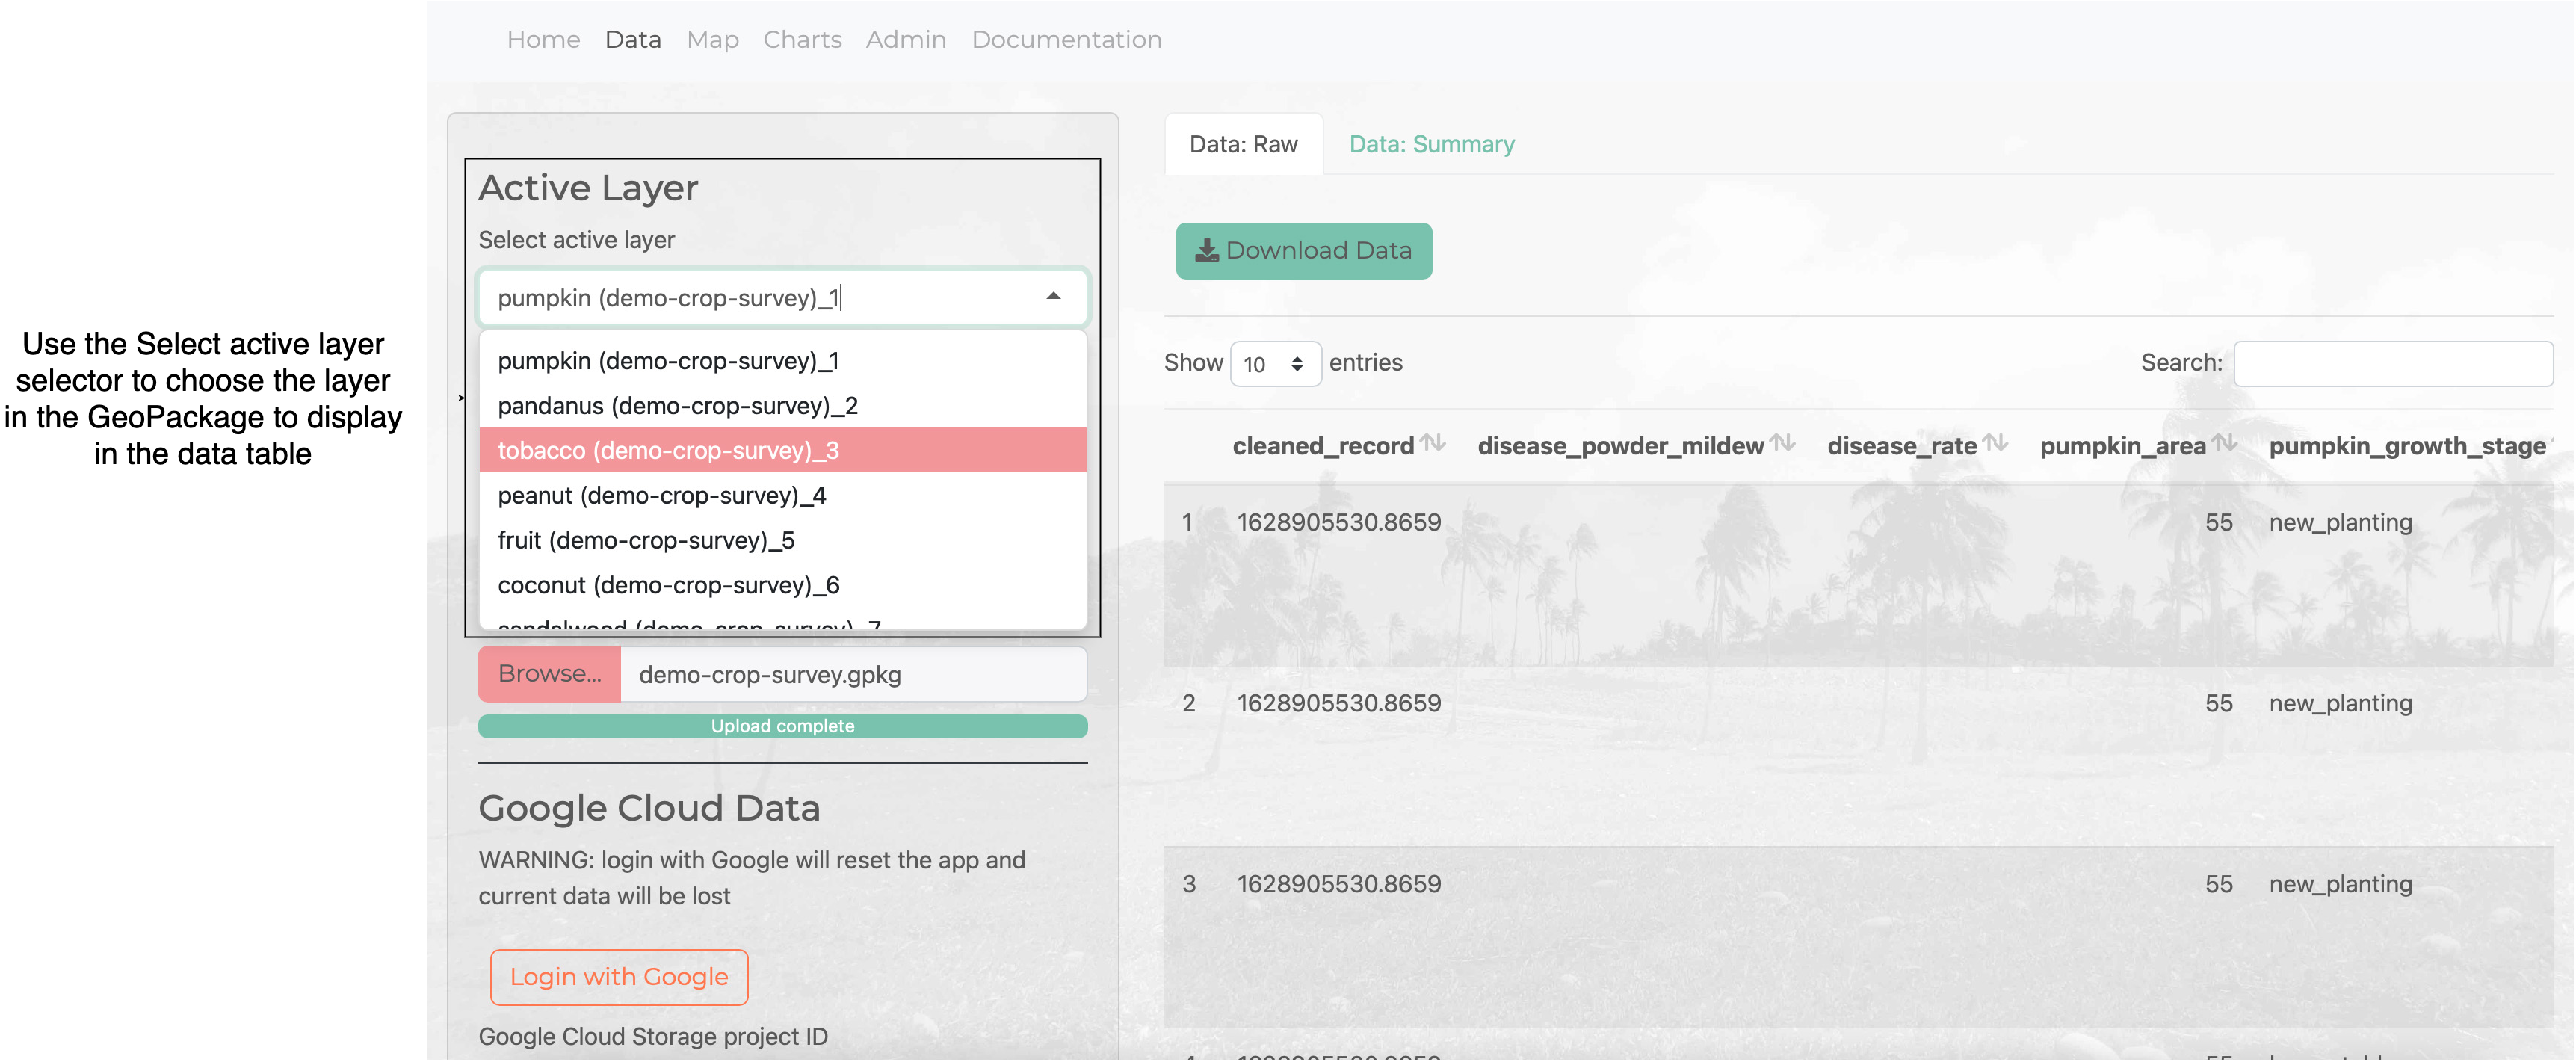 Home Data Map Charts Admin Documentation
Use the Select active layer
selector to choose the layer
in the GeoPackage to display
in the data table
Active Layer
Select active layer
pumpkin (demo-crop-survey)_1
pumpkin (demo-crop-survey)_1
pandanus (demo-crop-survey)_2
tobacco (demo-crop-survey)_3
peanut (demo-crop-survey)_4
fruit (demo-crop-survey)_5
coconut (demo-crop-survey)_6
sandalwood (demo-crop-survey)_7
Browse... demo-crop-survey.gpkg
Upload complete
Google Cloud Data
WARNING: login with Google will reset the app and
current data will be lost
Login with Google
Google Cloud Storage project ID
Data: Raw Data: Summary
Download Data
Show 10 entries Search:
cleaned_record disease_powder_mildew disease_rate pumpkin_area pumpkin_growth_stage
1 1628905530.8659 55 new_planting
2 1628905530.8659 55 new_planting
3 1628905530.8659 55 new_planting